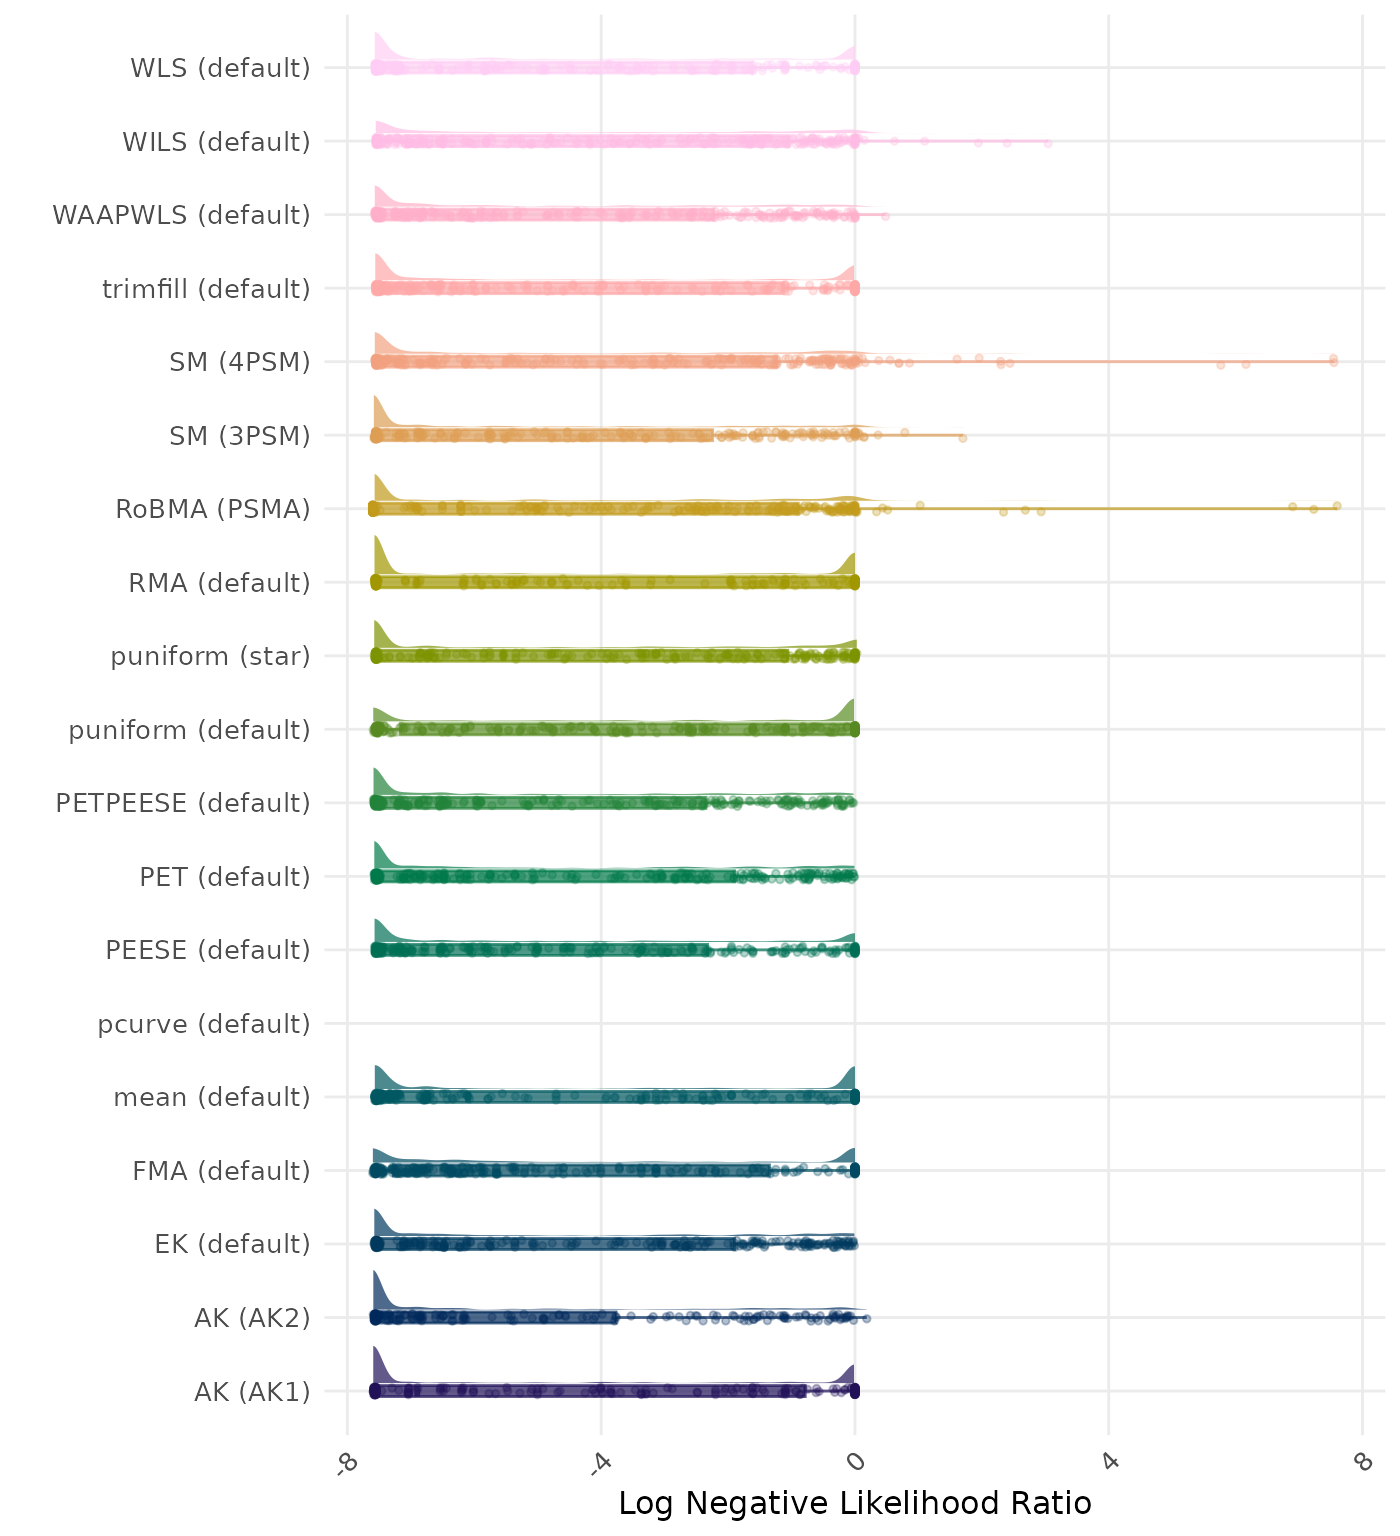 WLS (default)
WILS (default)
WAAPWLS (default)
trimfill (default)
SM (4PSM)
SM (3PSM)
RoBMA (PSMA)
RMA (default)
puniform (star)
puniform (default)
PETPEESE (default)
PET (default)
PEESE (default)
pcurve (default)
mean (default)
FMA (default)
EK (default)
AK (AK2)
AK (AK1)
-8 -4 0 4 8
Log Negative Likelihood Ratio